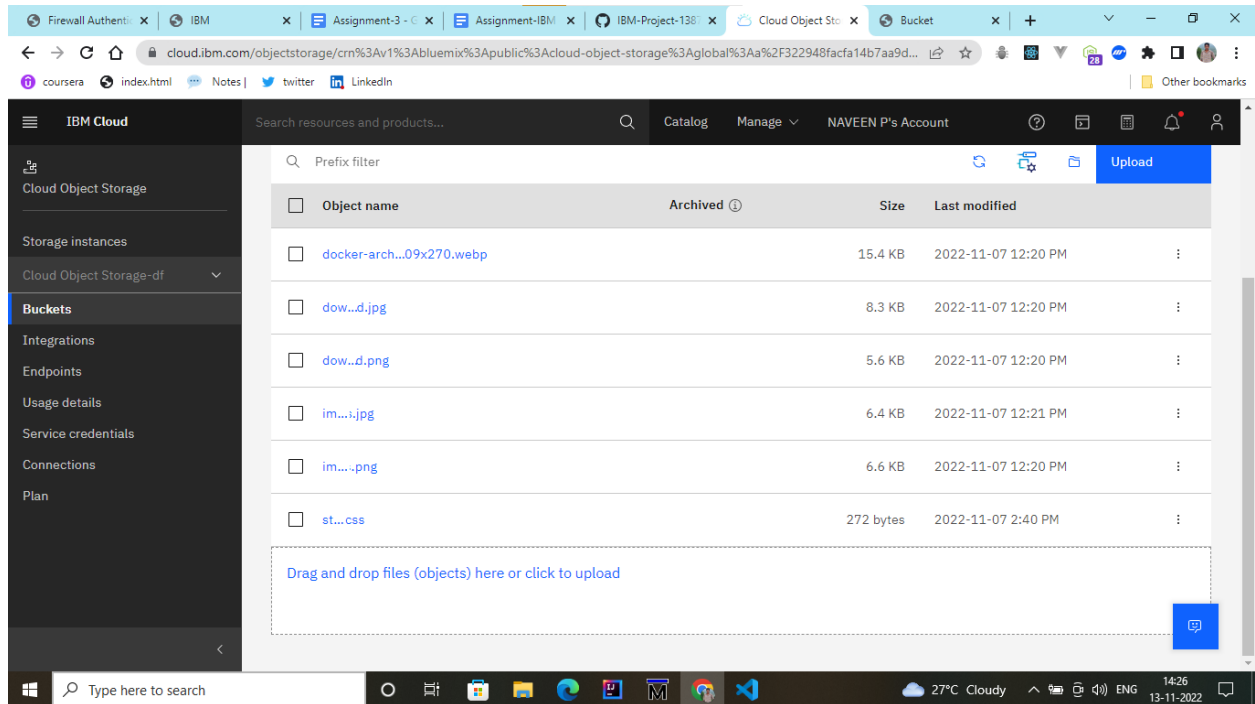 Firewall Authentic
IBM
Assignment-3 - G
Assignment-IBM
IBM-Project-1387
Cloud Object Sto
Bucket
cloud.ibm.com/objectstorage/crn%3Av1%3Abluemix%3Apublic%3Acloud-object-storage%3Aglobal%3Aa%2F322948facfa14b7aa9d...
28
coursera index.html Notes | twitter LinkedIn Other bookmarks
IBM Cloud
Search resources and products...
Catalog Manage NAVEEN P's Account
Cloud Object Storage
Storage instances
Cloud Object Storage-df
Buckets
Integrations
Endpoints
Usage details
Service credentials
Connections
Plan
Prefix filter Upload
Object name Archived Size Last modified
docker-arch...09x270.webp 15.4 KB 2022-11-07 12:20 PM
dow...d.jpg 8.3 KB 2022-11-07 12:20 PM
dow...d.png 5.6 KB 2022-11-07 12:20 PM
im...s.jpg 6.4 KB 2022-11-07 12:21 PM
im....png 6.6 KB 2022-11-07 12:20 PM
st...css 272 bytes 2022-11-07 2:40 PM
Drag and drop files (objects) here or click to upload
Type here to search
27°C Cloudy ENG
14:26
13-11-2022